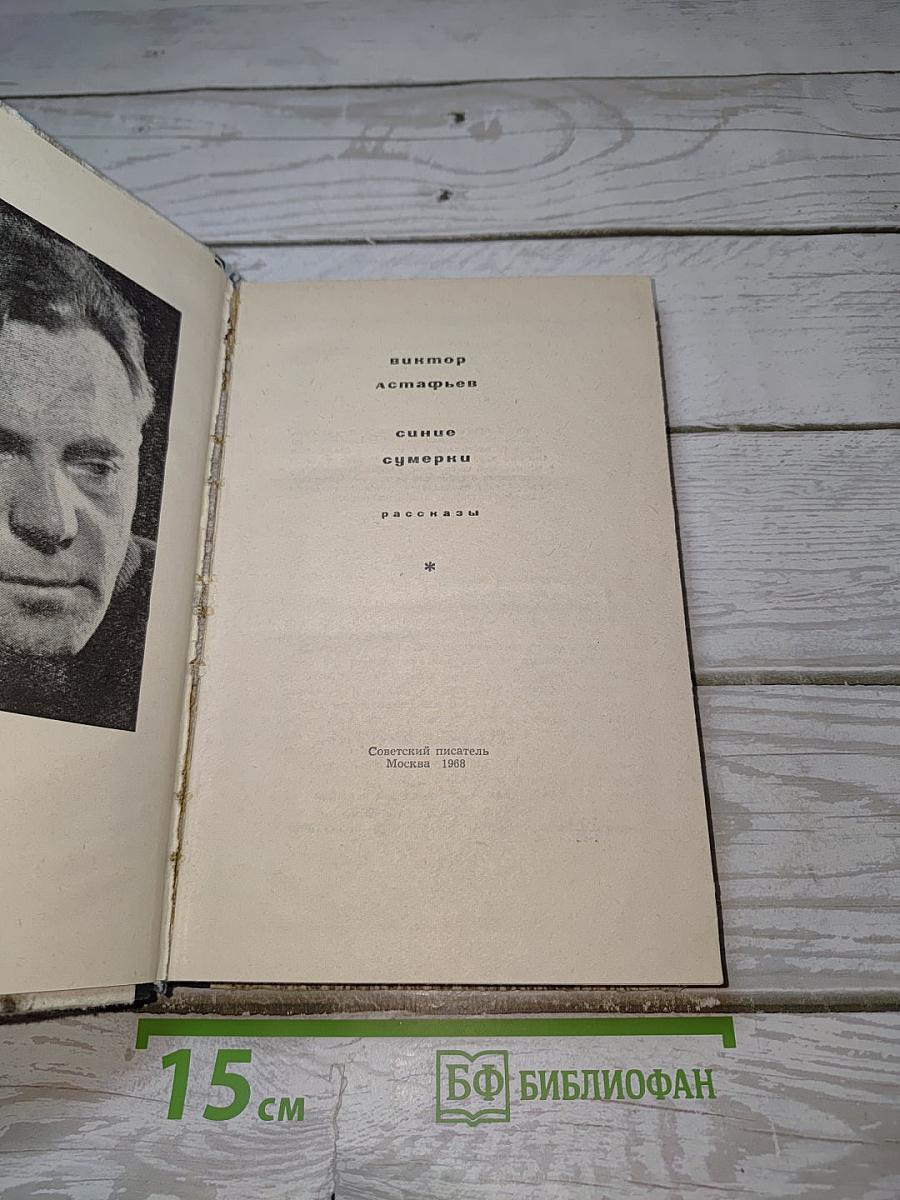 виктор
Астафьев
синие
сумерки
рассказы
*
Советский писатель
Москва 1968
15 см
БФ БИБЛИОФАН